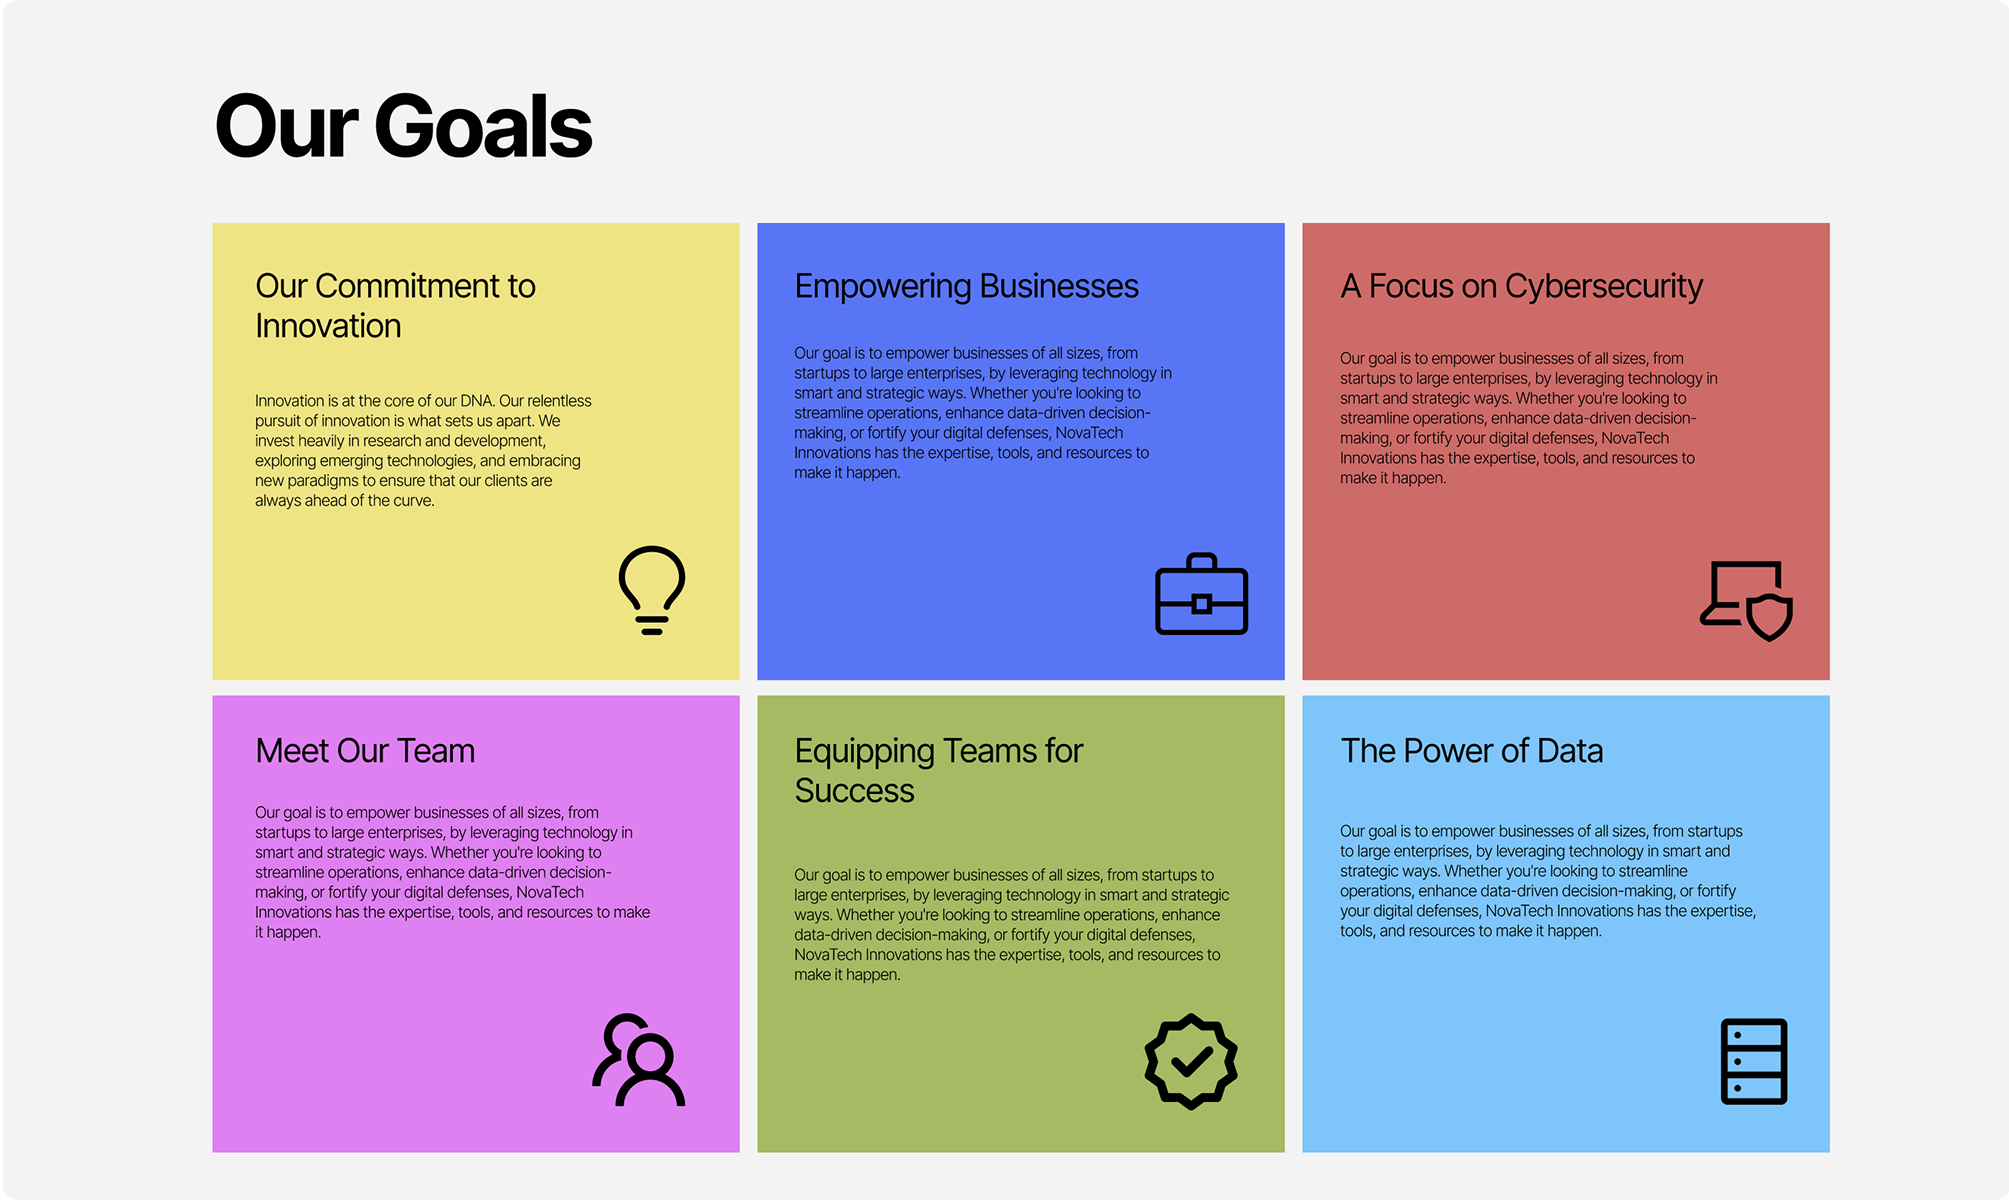 Our Goals
Our Commitment to
Innovation
Innovation is at the core of our DNA. Our relentless
pursuit of innovation is what sets us apart. We
invest heavily in research and development,
exploring emerging technologies, and embracing
new paradigms to ensure that our clients are
always ahead of the curve.
Empowering Businesses
Our goal is to empower businesses of all sizes, from
startups to large enterprises, by leveraging technology in
smart and strategic ways. Whether you're looking to
streamline operations, enhance data-driven decision-
making, or fortify your digital defenses, NovaTech
Innovations has the expertise, tools, and resources to
make it happen.
A Focus on Cybersecurity
Our goal is to empower businesses of all sizes, from
startups to large enterprises, by leveraging technology in
smart and strategic ways. Whether you're looking to
streamline operations, enhance data-driven decision-
making, or fortify your digital defenses, NovaTech
Innovations has the expertise, tools, and resources to
make it happen.
Meet Our Team
Our goal is to empower businesses of all sizes, from
startups to large enterprises, by leveraging technology in
smart and strategic ways. Whether you're looking to
streamline operations, enhance data-driven decision-
making, or fortify your digital defenses, NovaTech
Innovations has the expertise, tools, and resources to make
it happen.
Equipping Teams for
Success
Our goal is to empower businesses of all sizes, from startups to
large enterprises, by leveraging technology in smart and strategic
ways. Whether you're looking to streamline operations, enhance
data-driven decision-making, or fortify your digital defenses,
NovaTech Innovations has the expertise, tools, and resources to
make it happen.
The Power of Data
Our goal is to empower businesses of all sizes, from startups
to large enterprises, by leveraging technology in smart and
strategic ways. Whether you're looking to streamline
operations, enhance data-driven decision-making, or fortify
your digital defenses, NovaTech Innovations has the expertise,
tools, and resources to make it happen.